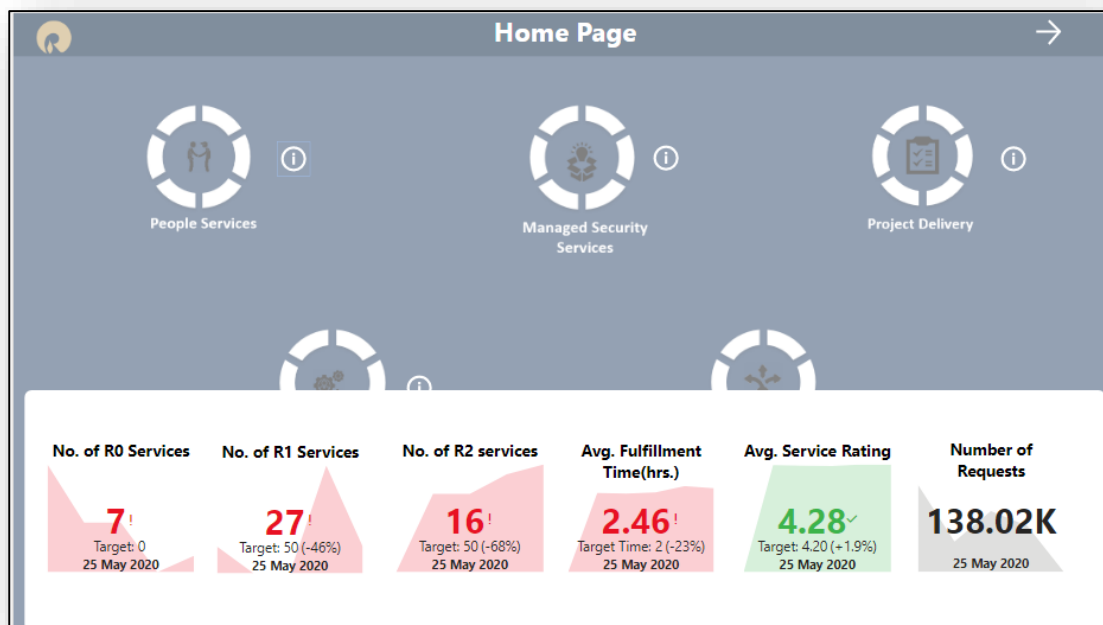 Home Page
People Services
Managed Security
Services
Project Delivery
No. of R0 Services
7!
Target: 0
25 May 2020
No. of R1 Services
27!
Target: 50 (-46%)
25 May 2020
No. of R2 services
16!
Target: 50 (-68%)
25 May 2020
Avg. Fulfillment
Time(hrs.)
2.46!
Target Time: 2 (-23%)
25 May 2020
Avg. Service Rating
4.28✓
Target: 4.20 (+1.9%)
25 May 2020
Number of
Requests
138.02K
25 May 2020